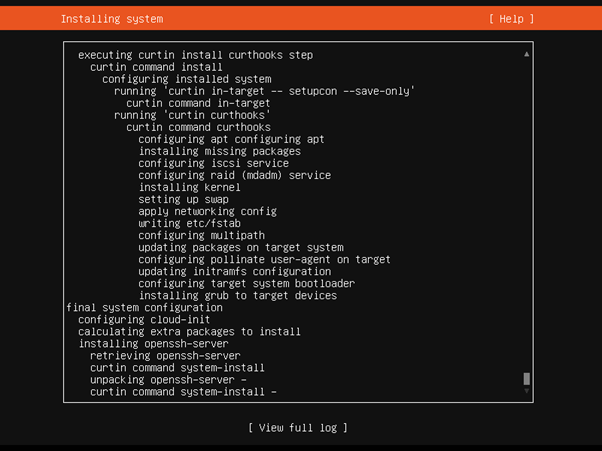 Installing system [ Help ]
executing curtin install curthooks step
curtin command install
configuring installed system
running 'curtin in-target -- setupcon --save-only'
curtin command in-target
running 'curtin curthooks'
curtin command curthooks
configuring apt configuring apt
installing missing packages
configuring iscsi service
configuring raid (mdadm) service
installing kernel
setting up swap
apply networking config
writing etc/fstab
configuring multipath
updating packages on target system
configuring pollinate user-agent on target
updating initramfs configuration
configuring target system bootloader
installing grub to target devices
final system configuration
configuring cloud-init
calculating extra packages to install
installing openssh-server
retrieving openssh-server
curtin command system-install
unpacking openssh-server -
curtin command system-install -
[ View full log ]